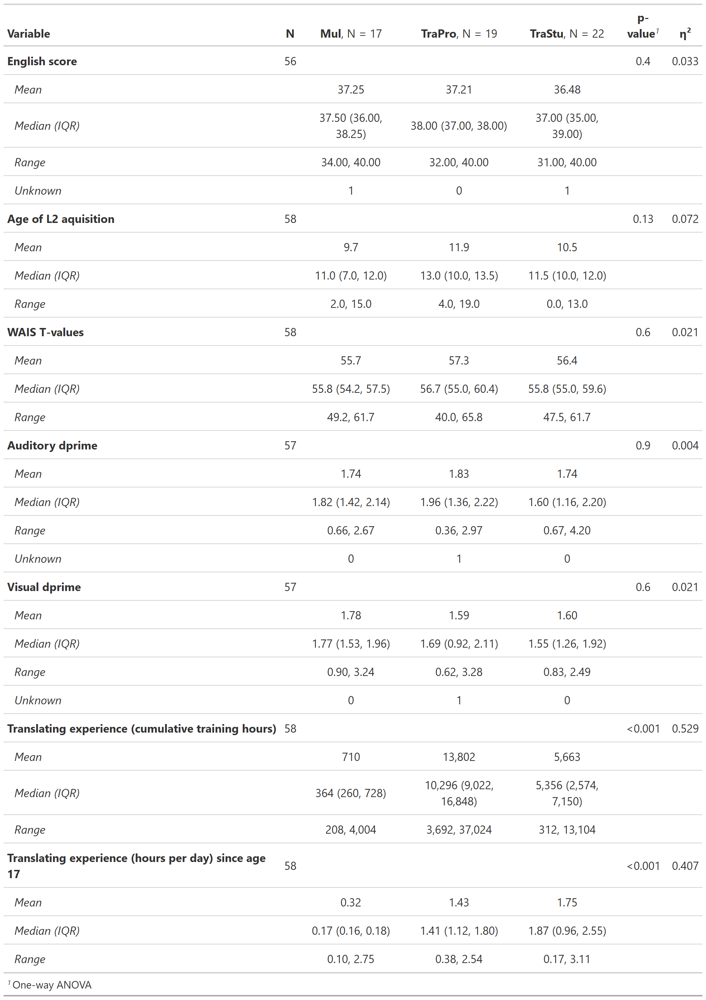 Variable N Mul, N = 17 TraPro, N = 19 TraStu, N = 22 p-value1 η²
English score 56 0.4 0.033
Mean 37.25 37.21 36.48
Median (IQR) 37.50 (36.00, 38.25) 38.00 (37.00, 38.00) 37.00 (35.00, 39.00)
Range 34.00, 40.00 32.00, 40.00 31.00, 40.00
Unknown 1 0 1
Age of L2 aquisition 58 0.13 0.072
Mean 9.7 11.9 10.5
Median (IQR) 11.0 (7.0, 12.0) 13.0 (10.0, 13.5) 11.5 (10.0, 12.0)
Range 2.0, 15.0 4.0, 19.0 0.0, 13.0
WAIS T-values 58 0.6 0.021
Mean 55.7 57.3 56.4
Median (IQR) 55.8 (54.2, 57.5) 56.7 (55.0, 60.4) 55.8 (55.0, 59.6)
Range 49.2, 61.7 40.0, 65.8 47.5, 61.7
Auditory dprime 57 0.9 0.004
Mean 1.74 1.83 1.74
Median (IQR) 1.82 (1.42, 2.14) 1.96 (1.36, 2.22) 1.60 (1.16, 2.20)
Range 0.66, 2.67 0.36, 2.97 0.67, 4.20
Unknown 0 1 0
Visual dprime 57 0.6 0.021
Mean 1.78 1.59 1.60
Median (IQR) 1.77 (1.53, 1.96) 1.69 (0.92, 2.11) 1.55 (1.26, 1.92)
Range 0.90, 3.24 0.62, 3.28 0.83, 2.49
Unknown 0 1 0
Translating experience (cumulative training hours) 58 <0.001 0.529
Mean 710 13,802 5,663
Median (IQR) 364 (260, 728) 10,296 (9,022, 16,848) 5,356 (2,574, 7,150)
Range 208, 4,004 3,692, 37,024 312, 13,104
Translating experience (hours per day) since age 17 58 <0.001 0.407
Mean 0.32 1.43 1.75
Median (IQR) 0.17 (0.16, 0.18) 1.41 (1.12, 1.80) 1.87 (0.96, 2.55)
Range 0.10, 2.75 0.38, 2.54 0.17, 3.11
1 One-way ANOVA